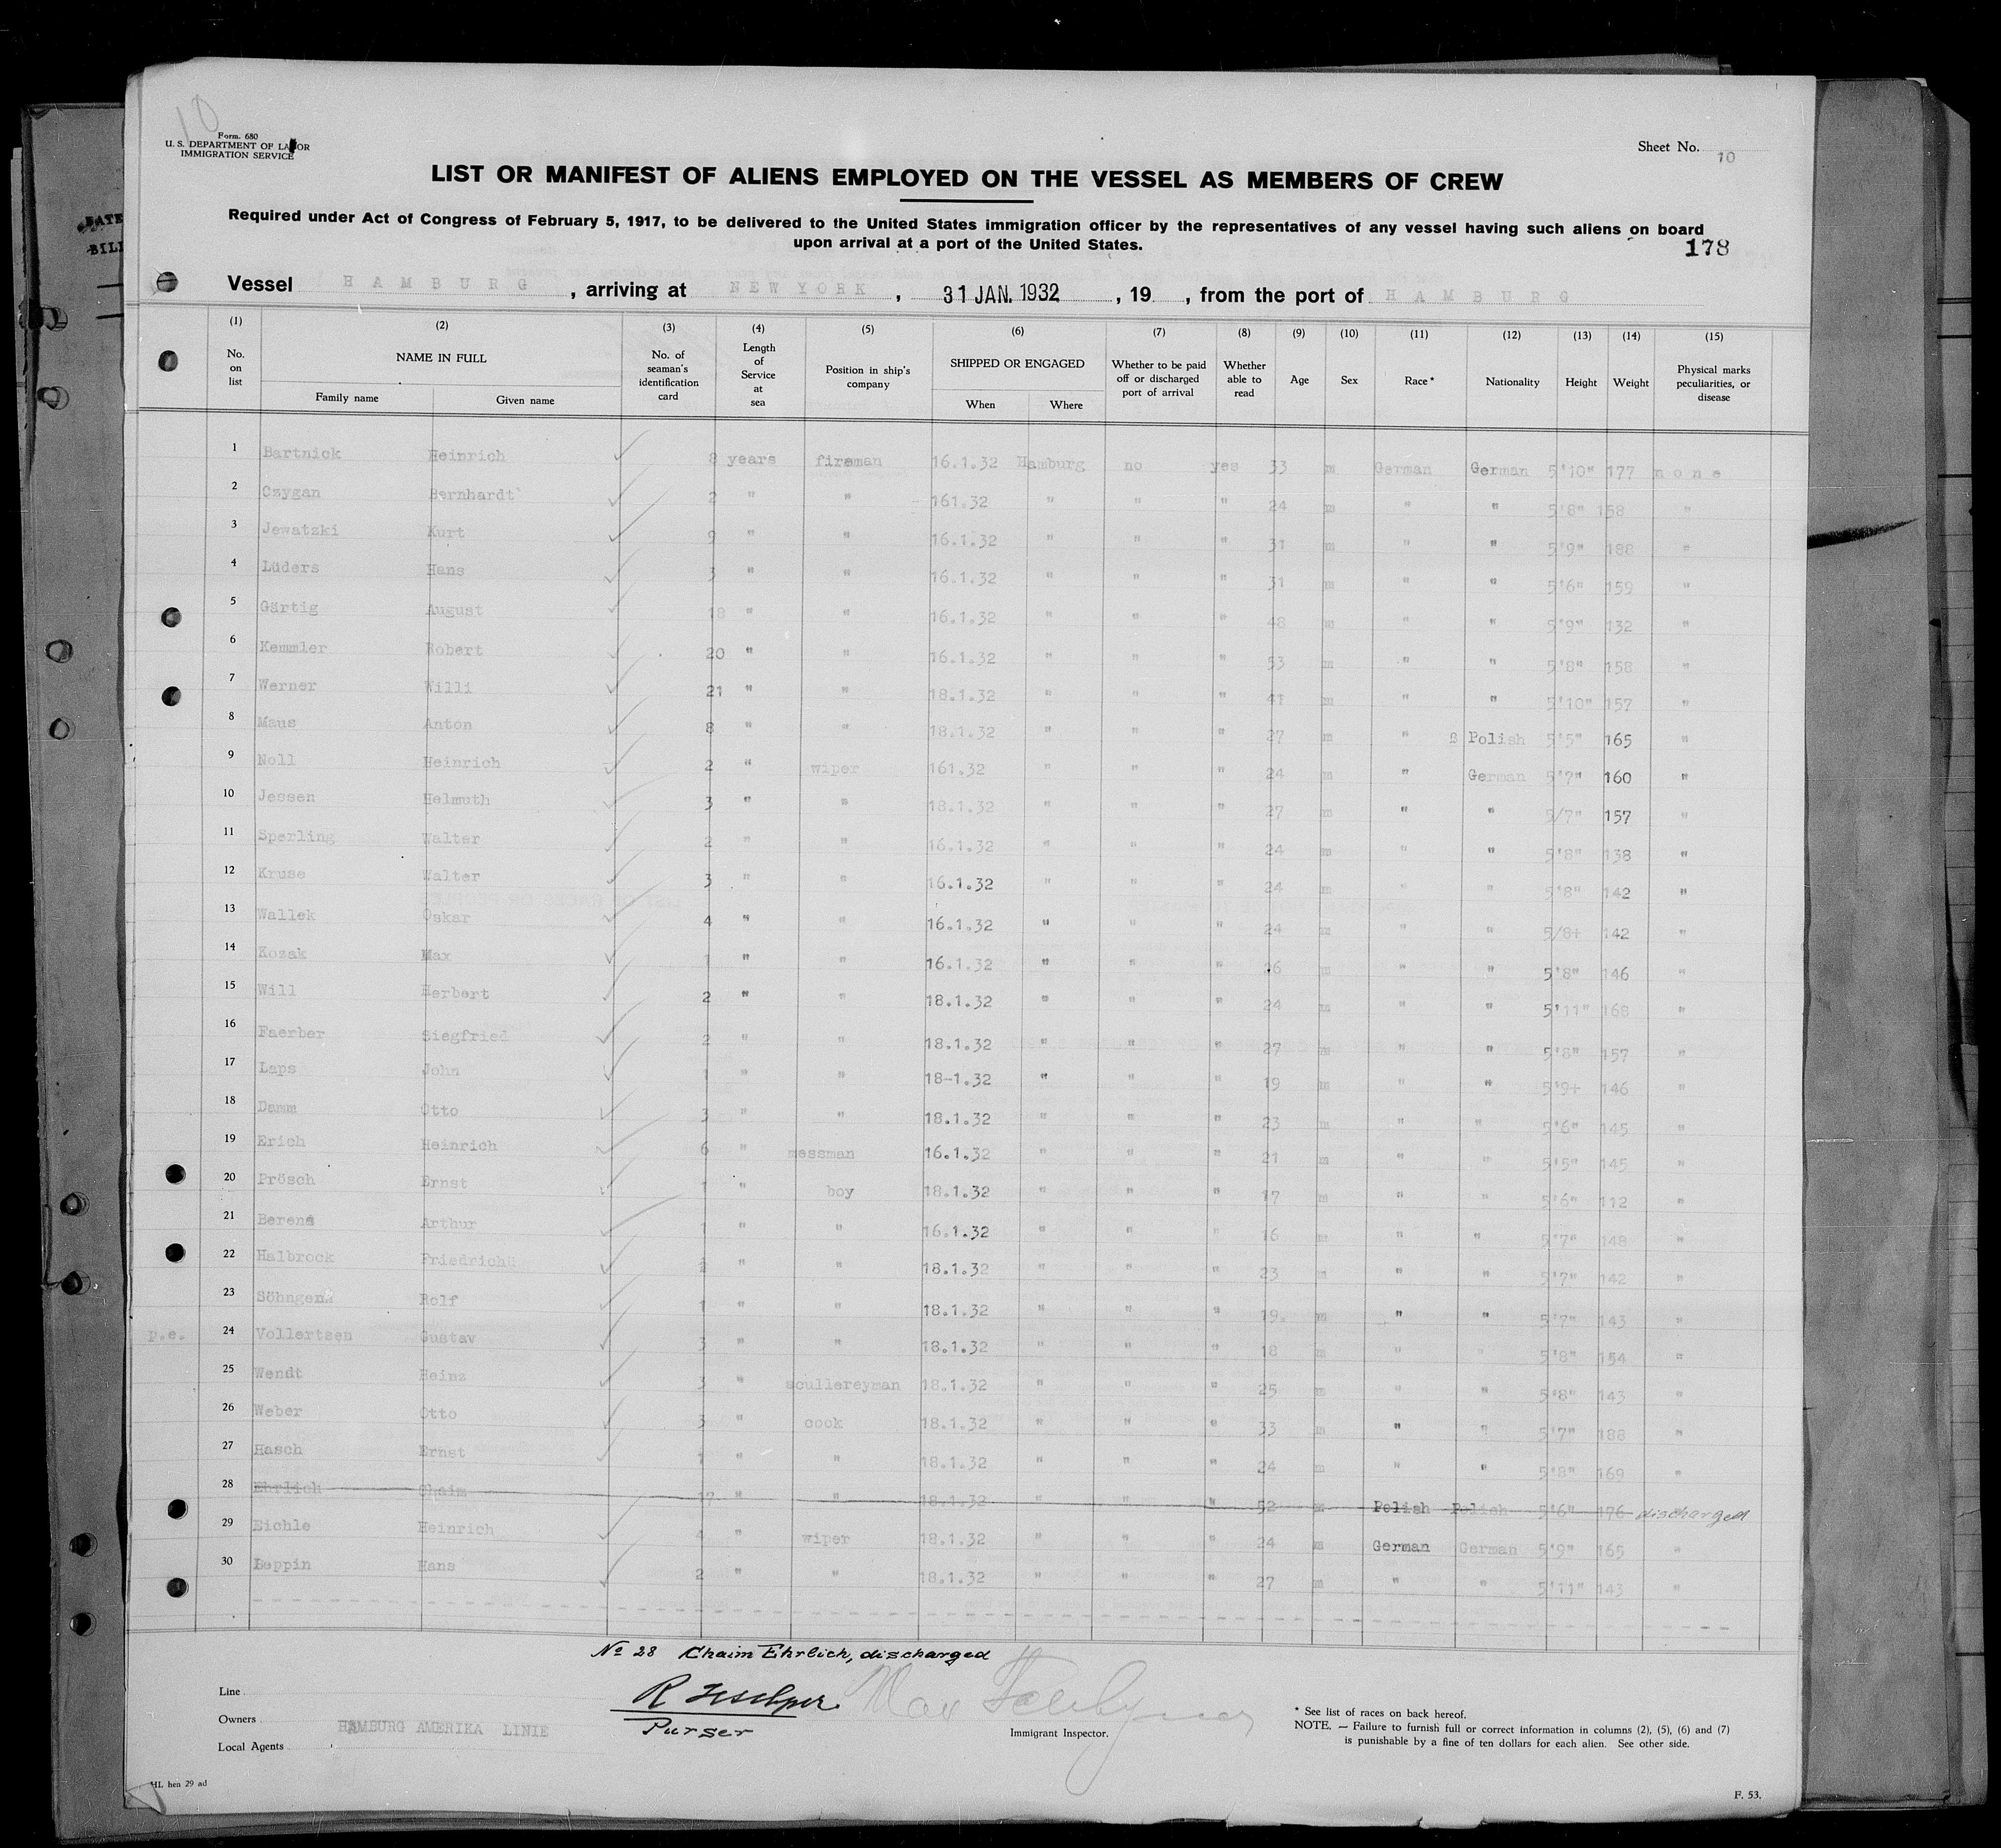 10
Form. 680
U. S. DEPARTMENT OF LABOR
IMMIGRATION SERVICE
Sheet No. 10
LIST OR MANIFEST OF ALIENS EMPLOYED ON THE VESSEL AS MEMBERS OF CREW
Required under Act of Congress of February 5, 1917, to be delivered to the United States immigration officer by the representatives of any vessel having such aliens on board
upon arrival at a port of the United States.
178
Vessel HAMBURG, arriving at NEW YORK, 31 JAN. 1932, 19 , from the port of HAMBURG
(1) (2) (3) (4) (5) (6) (7) (8) (9) (10) (11) (12) (13) (14) (15)
No. on list NAME IN FULL Family name Given name No. of seaman's identification card Length of Service at sea Position in ship's company SHIPPED OR ENGAGED When Where Whether to be paid off or discharged port of arrival Whether able to read Age Sex Race* Nationality Height Weight Physical marks peculiarities, or disease
1 Bartnick Heinrich 8 years fireman 16.1.32 Hamburg no yes 33 m German German 5'10" 177 none
2 Czygan Bernhardt 2 " " 161.32 " " " 24 m " " 5'8" 158 "
3 Jewatzki Kurt 9 " " 16.1.32 " " " 31 m " " 5'9" 188 "
4 Lüders Hans 3 " " 16.1.32 " " " 31 m " " 5'6" 159 "
5 Gärtig August 18 " " 16.1.32 " " " 48 m " " 5'9" 132 "
6 Kemmler Robert 20 " " 16.1.32 " " " 53 m " " 5'8" 158 "
7 Werner Willi 21 " " 18.1.32 " " " 41 m " " 5'10" 157 "
8 Maus Anton 8 " " 18.1.32 " " " 27 m " Polish 5'5" 165 "
9 Noll Heinrich 2 " wiper 161.32 " " " 24 m " German 5'7" 160 "
10 Jessen Helmuth 3 " " 18.1.32 " " " 27 m " " 5/7" 157 "
11 Sperling Walter 2 " " 16.1.32 " " " 24 m " " 5'8" 138 "
12 Kruse Walter 3 " " 16.1.32 " " " 24 m " " 5'8" 142 "
13 Wallek Oskar 4 " " 16.1.32 " " " 24 m " " 5/8+ 142 "
14 Kozak Max 1 " " 16.1.32 " " " 26 m " " 5'8" 146 "
15 Will Herbert 2 " " 18.1.32 " " " 24 m " " 5'11" 168 "
16 Faerber Siegfried 2 " " 18.1.32 " " " 27 m " " 5'8" 157 "
17 Laps John 1 " " 18-1.32 " " " 19 m " " 5'9+ 146 "
18 Damm Otto 3 " " 18.1.32 " " " 23 m " " 5'6" 145 "
19 Erich Heinrich 6 " messman 16.1.32 " " " 21 m " " 5'5" 145 "
20 Prösch Ernst 1 " boy 18.1.32 " " " 17 m " " 5'6" 112 "
21 Berens Arthur 1 " " 16.1.32 " " " 16 m " " 5'7" 148 "
22 Halbrock Friedrich " " 18.1.32 " " " 23 m " " 5'7" 142 "
23 Söhngen Rolf 1 " " 18.1.32 " " " 19. m " " 5'7" 143 "
p.e. 24 Vollertsen Gustav 3 " " 18.1.32 " " " 18 m " " 5'8" 154 "
25 Wendt Heinz 3 " scullereyman 18.1.32 " " " 25 m " " 5'8" 143 "
26 Weber Otto 3 " cook 18.1.32 " " " 33 m " " 5'7" 188 "
27 Hasch Ernst 1 " " 18.1.32 " " " 24 m " " 5'8" 169 "
28 Ehrlich Chaim 17 " " 18.1.32 " " " 52 m Polish Polish 5'6" 176 discharged
29 Eichle Heinrich 4 " wiper 18.1.32 " " " 24 m German German 5'9" 165 "
30 Deppin Hans 2 " " 18.1.32 " " " 27 m " " 5'11" 143 "
No 28 Chaim Ehrlich, discharged
Line
Owners HAMBURG AMERIKA LINIE
Local Agents
Purser
Immigrant Inspector.
* See list of races on back hereof.
NOTE. — Failure to furnish full or correct information in columns (2), (5), (6) and (7)
is punishable by a fine of ten dollars for each alien. See other side.
HL hen 29 ad
F. 53.